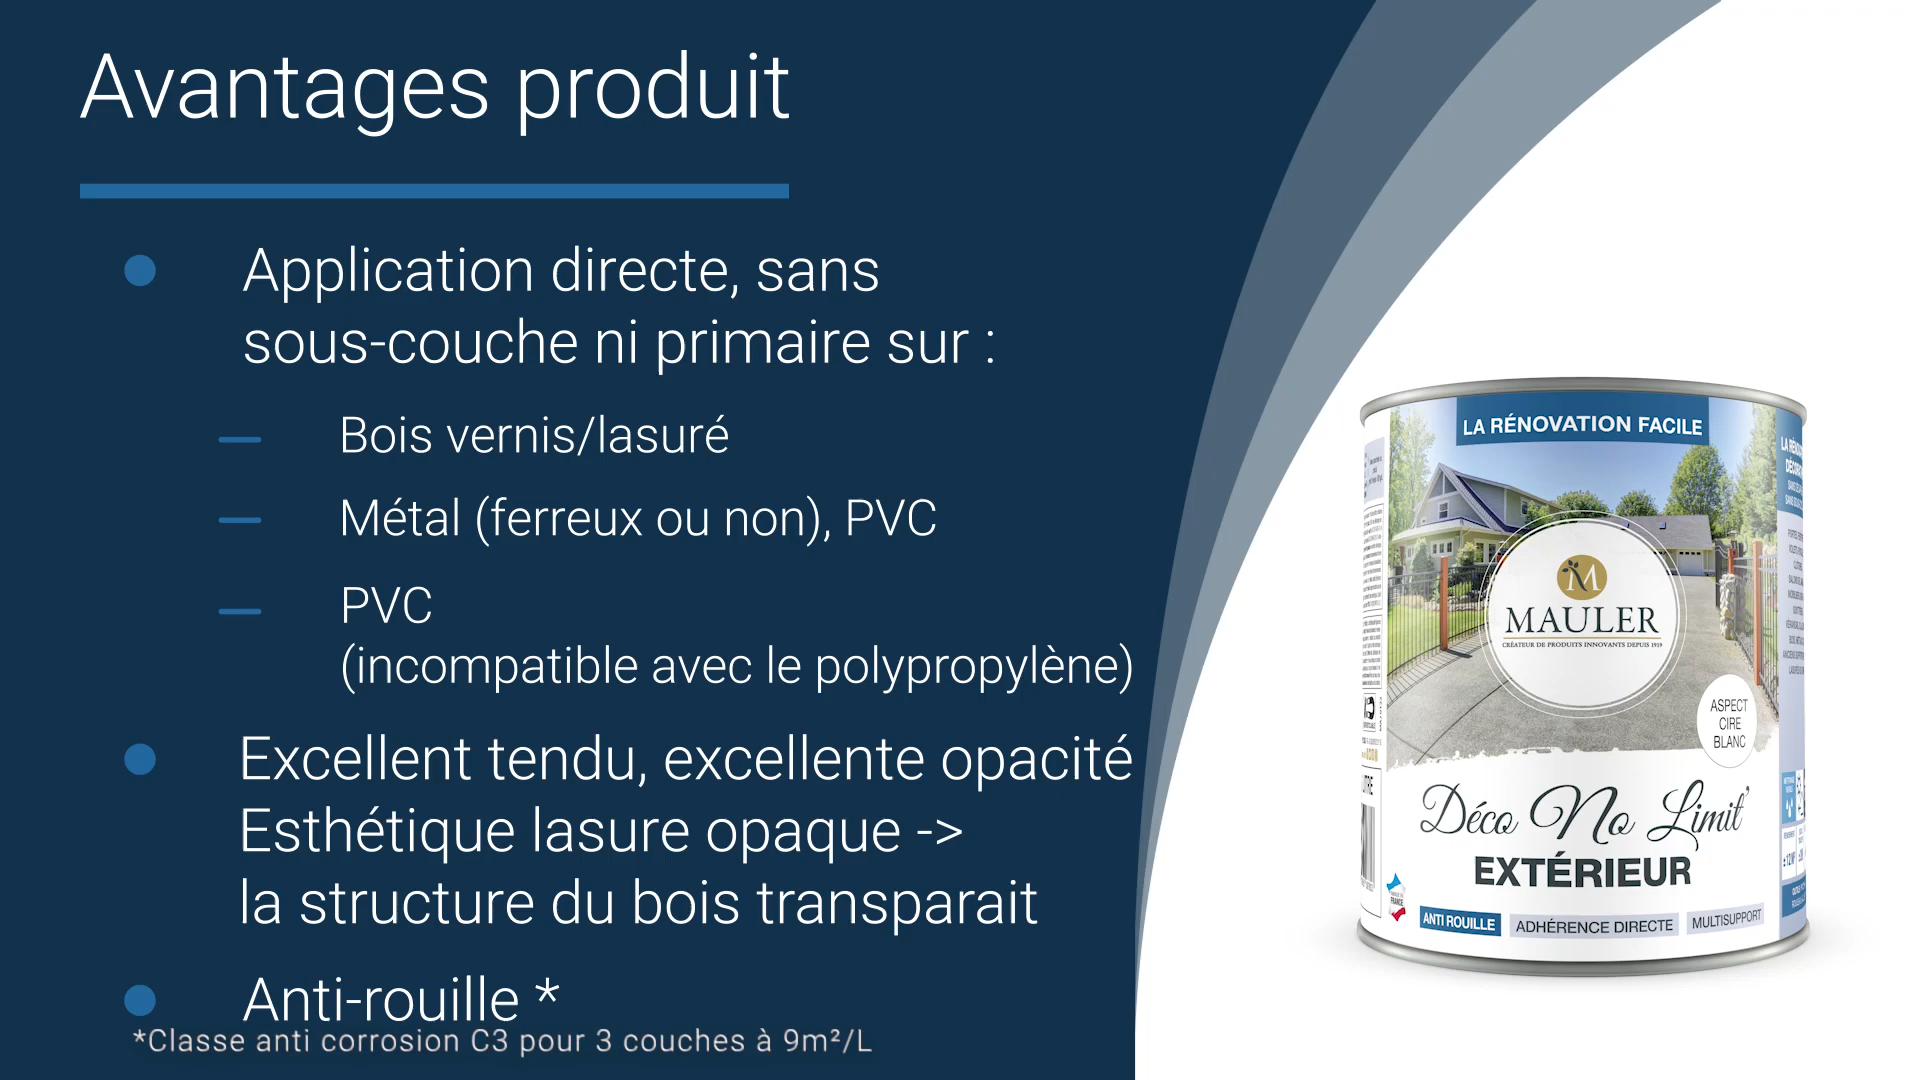 Avantages produit
Application directe, sans
sous-couche ni primaire sur :
Bois vernis/lasuré
Métal (ferreux ou non), PVC
PVC
(incompatible avec le polypropylène)
Excellent tendu, excellente opacité
Esthétique lasure opaque ->
la structure du bois transparait
Anti-rouille *
*Classe anti corrosion C3 pour 3 couches à 9m²/L
LA RÉNOVATION FACILE
M
MAULER
CRÉATEUR DE PRODUITS INNOVANTS DEPUIS 1919
ASPECT
CIRE
BLANC
Déco No Limit'
EXTÉRIEUR
ANTI ROUILLE
ADHÉRENCE DIRECTE
MULTISUPPORT